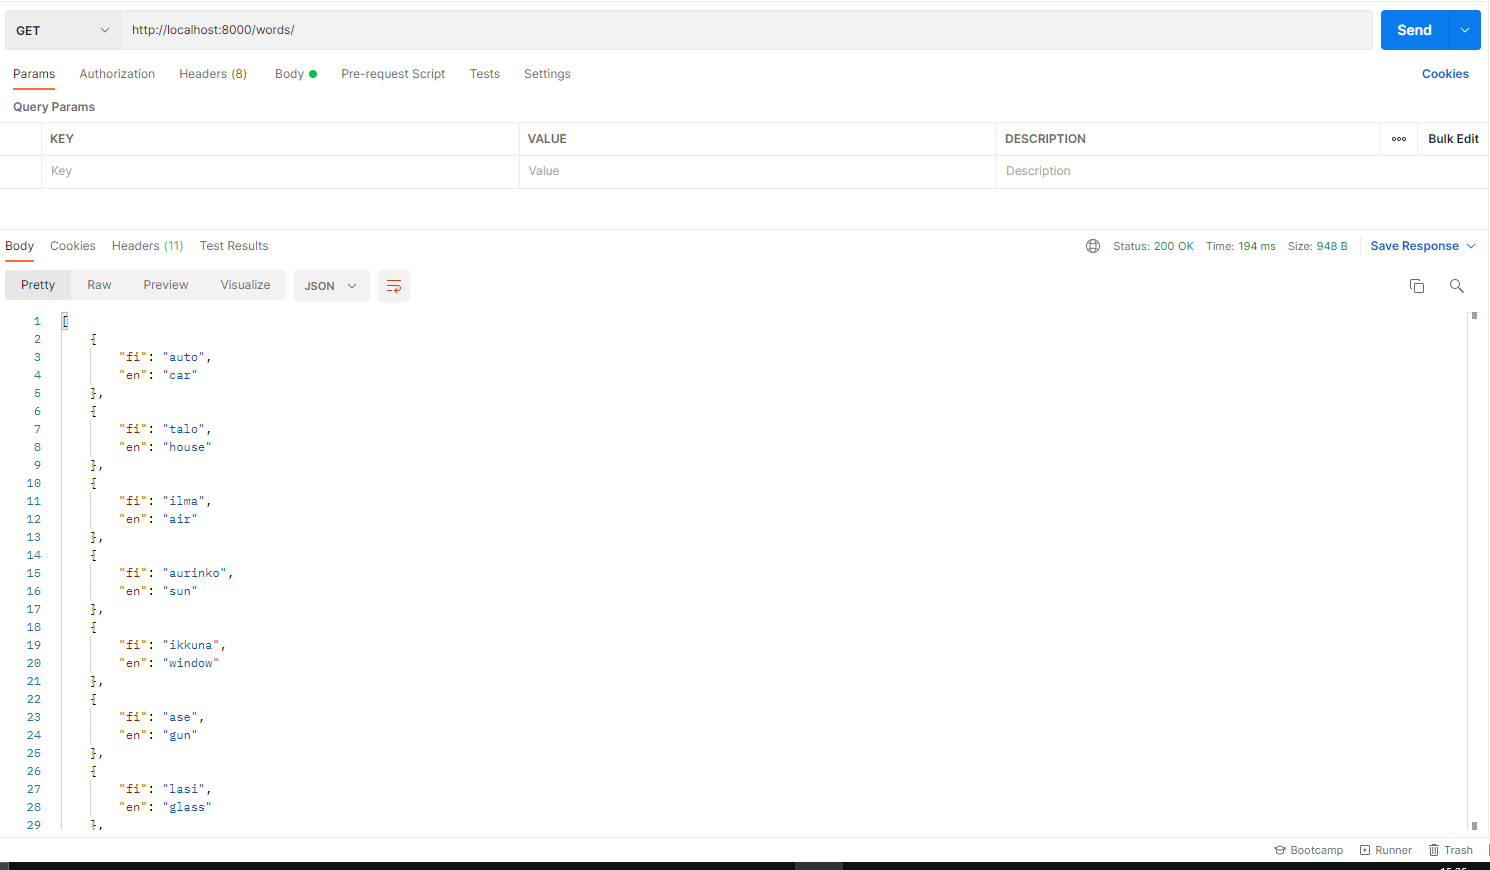 GET http://localhost:8000/words/ Send
Params Authorization Headers (8) Body Pre-request Script Tests Settings Cookies
Query Params
KEY VALUE DESCRIPTION Bulk Edit
Key Value Description
Body Cookies Headers (11) Test Results Status: 200 OK Time: 194 ms Size: 948 B Save Response
Pretty Raw Preview Visualize JSON
1 [
2 {
3 "fi": "auto",
4 "en": "car"
5 },
6 {
7 "fi": "talo",
8 "en": "house"
9 },
10 {
11 "fi": "ilma",
12 "en": "air"
13 },
14 {
15 "fi": "aurinko",
16 "en": "sun"
17 },
18 {
19 "fi": "ikkuna",
20 "en": "window"
21 },
22 {
23 "fi": "ase",
24 "en": "gun"
25 },
26 {
27 "fi": "lasi",
28 "en": "glass"
29 },
Bootcamp Runner Trash